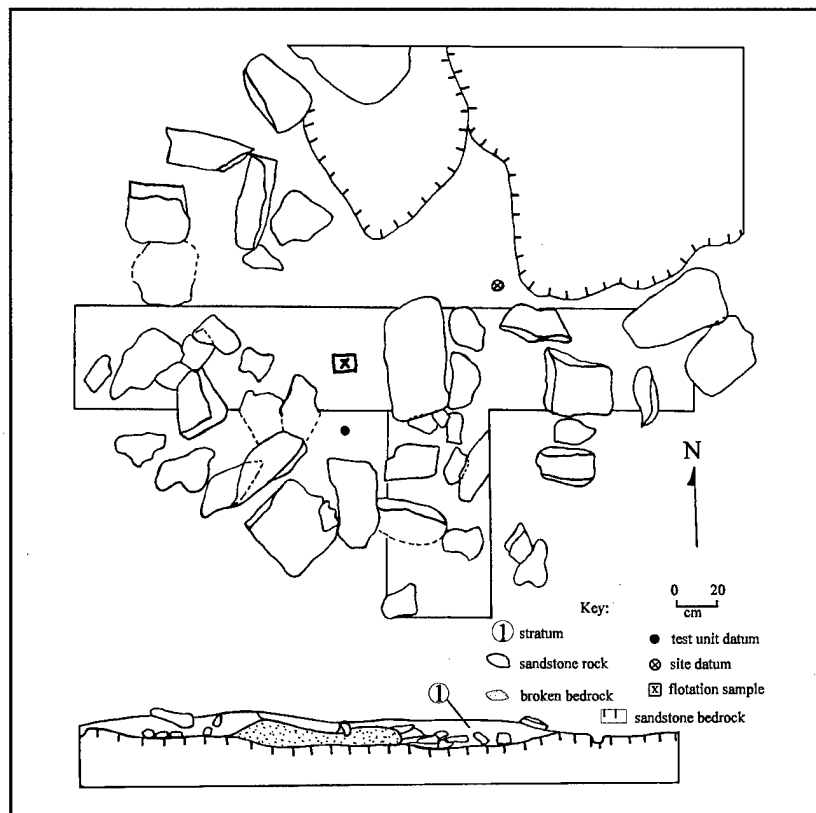 X
N
0 20
cm
Key:
1 stratum
sandstone rock
broken bedrock
test unit datum
site datum
X flotation sample
sandstone bedrock
1